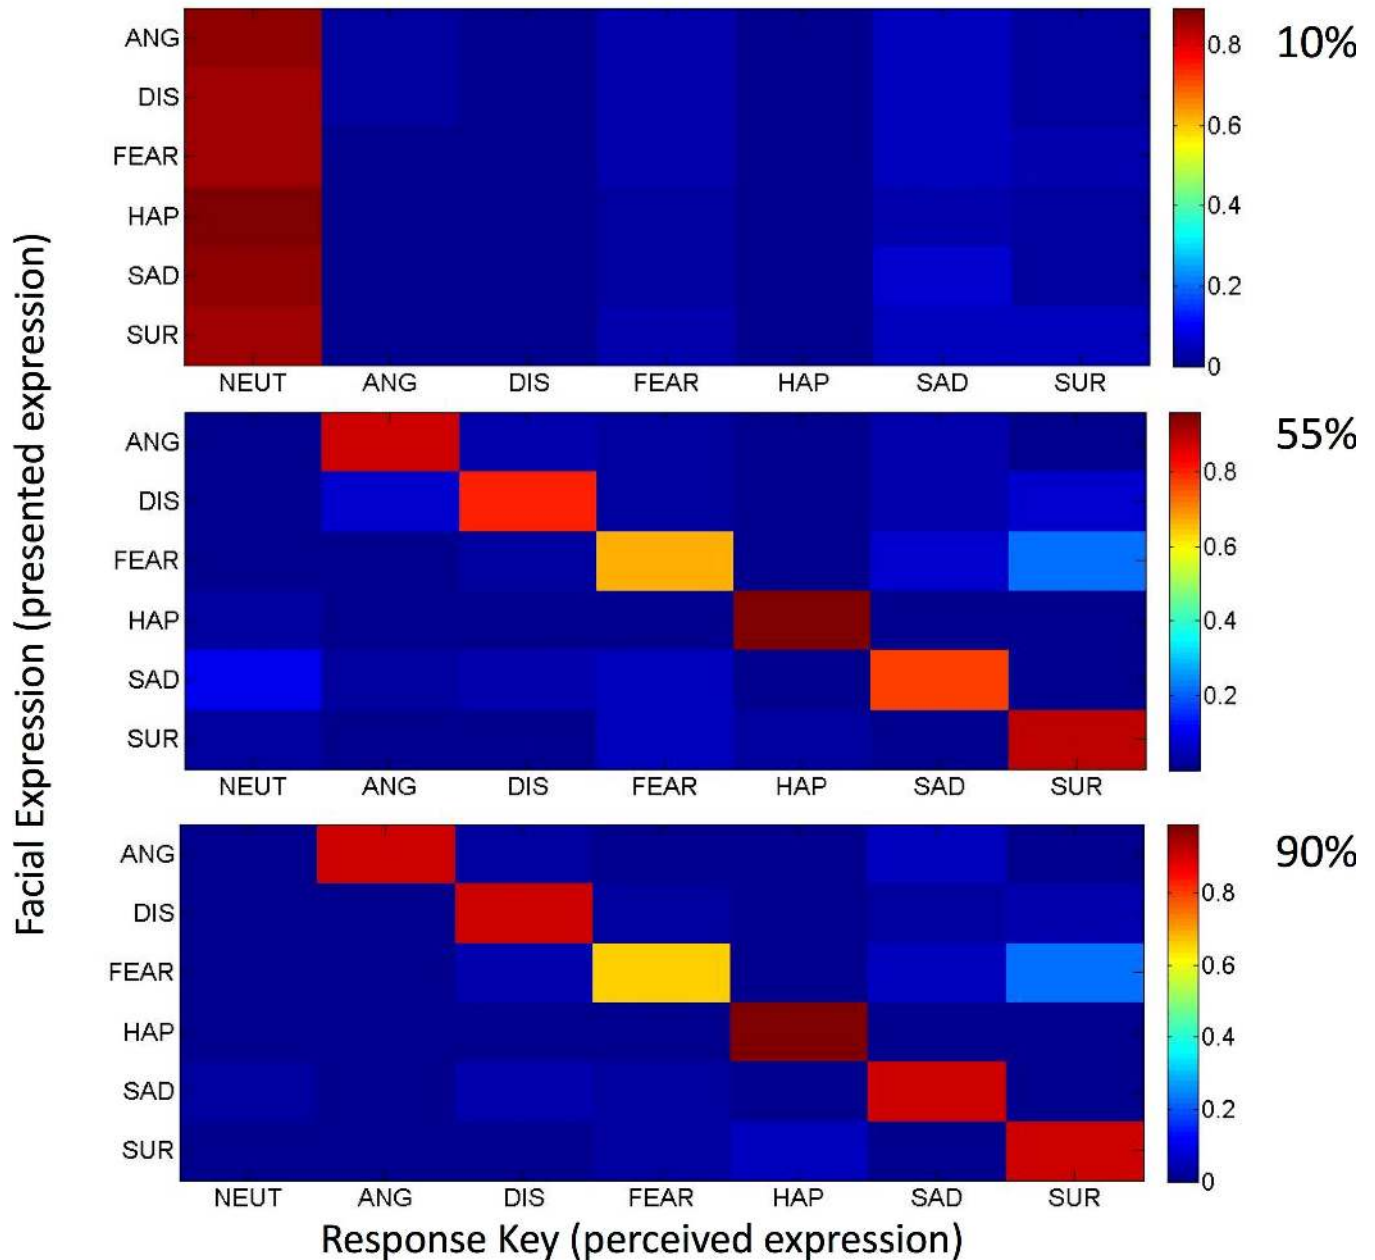 Facial Expression (presented expression)
ANG
DIS
FEAR
HAP
SAD
SUR
NEUT ANG DIS FEAR HAP SAD SUR
0.8
0.6
0.4
0.2
0
10%
ANG
DIS
FEAR
HAP
SAD
SUR
NEUT ANG DIS FEAR HAP SAD SUR
0.8
0.6
0.4
0.2
55%
ANG
DIS
FEAR
HAP
SAD
SUR
NEUT ANG DIS FEAR HAP SAD SUR
0.8
0.6
0.4
0.2
0
90%
Response Key (perceived expression)